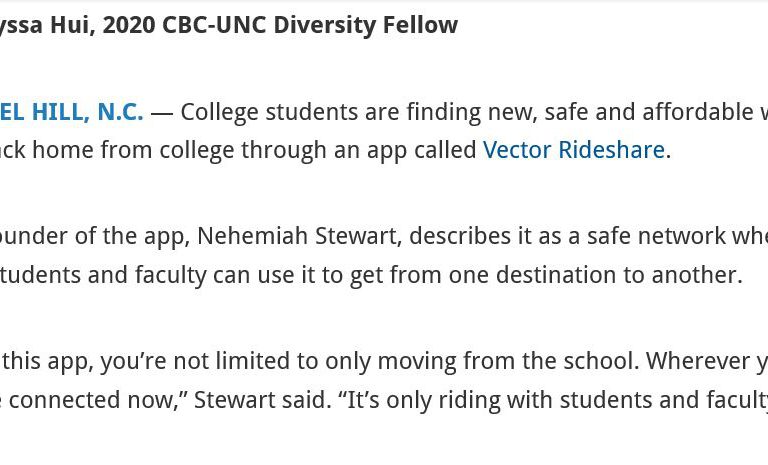 yssa Hui, 2020 CBC-UNC Diversity Fellow
EL HILL, N.C. — College students are finding new, safe and affordable
ck home from college through an app called Vector Rideshare.
ounder of the app, Nehemiah Stewart, describes it as a safe network
tudents and faculty can use it to get from one destination to another.
this app, you’re not limited to only moving from the school. Wherever
connected now,” Stewart said. “It’s only riding with students and